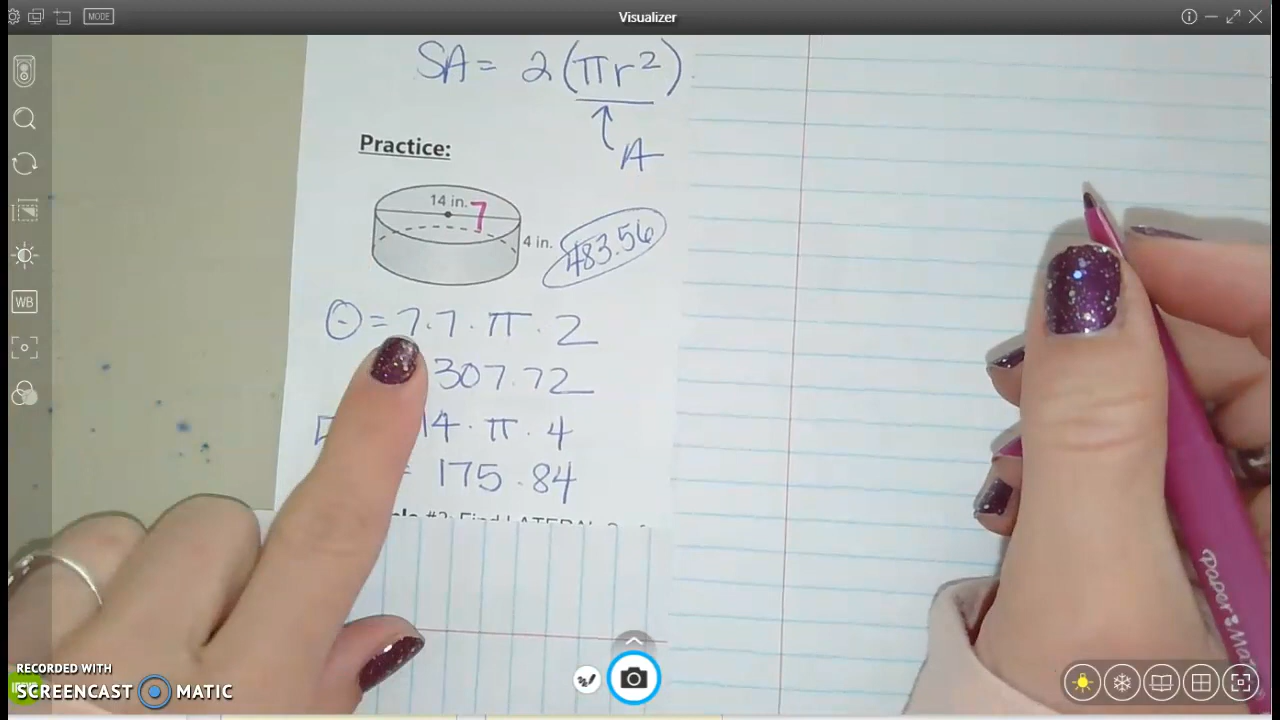 Visualizer
MODE
SA = 2(πr²)
A
Practice:
14 in. 7
4 in.
483.56
= 7.7.π.2
307.72
14.π.4
= 175.84
WB
RECORDED WITH
SCREENCAST MATIC
PAPER MATE